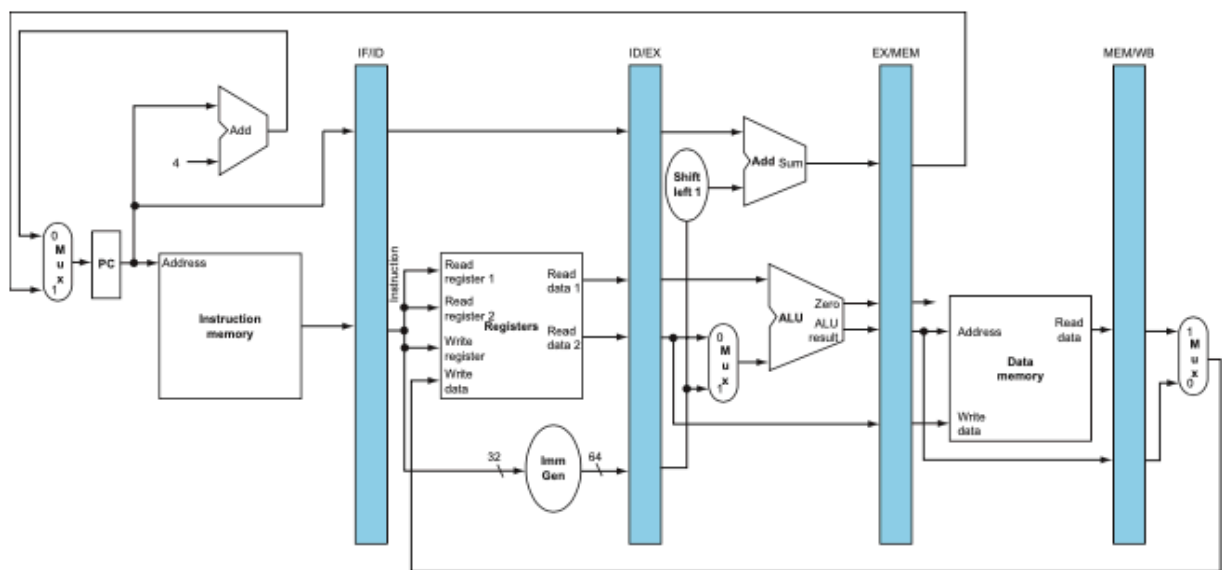 IF/ID
ID/EX
EX/MEM
MEM/WB
Add
4
Add Sum
Shift
left 1
0
M
u
x
1
PC
Address
Instruction
memory
Instruction
Read
register 1
Read
register 2
Write
register
Write
data
Registers
Read
data 1
Read
data 2
0
M
u
x
1
ALU
Zero
ALU
result
Address
Read
data
Data
memory
Write
data
1
M
u
x
0
32
Imm
Gen
64